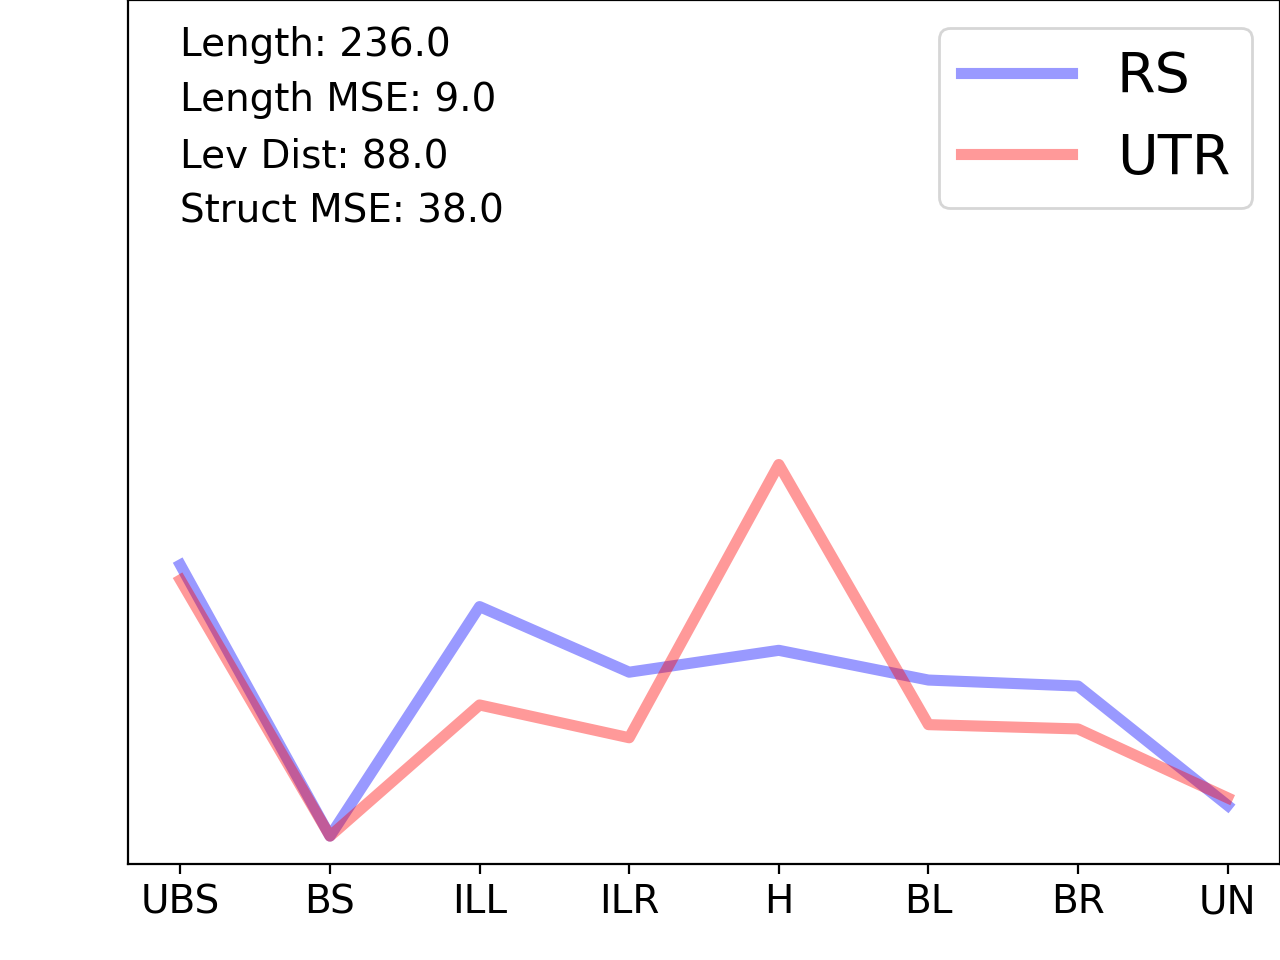 Length: 236.0
Length MSE: 9.0
Lev Dist: 88.0
Struct MSE: 38.0
RS
UTR
UBS BS ILL ILR H BL BR UN